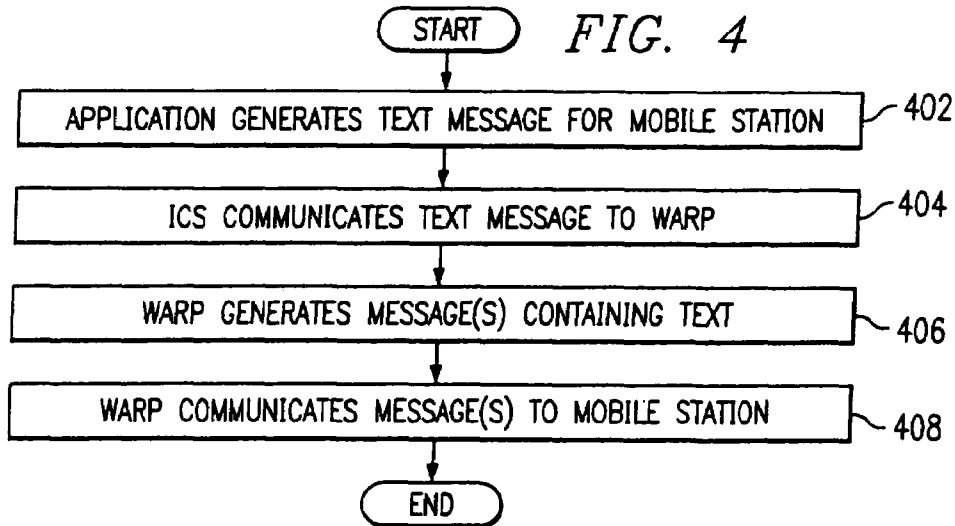 START
FIG. 4
APPLICATION GENERATES TEXT MESSAGE FOR MOBILE STATION
402
ICS COMMUNICATES TEXT MESSAGE TO WARP
404
WARP GENERATES MESSAGE(S) CONTAINING TEXT
406
WARP COMMUNICATES MESSAGE(S) TO MOBILE STATION
408
END